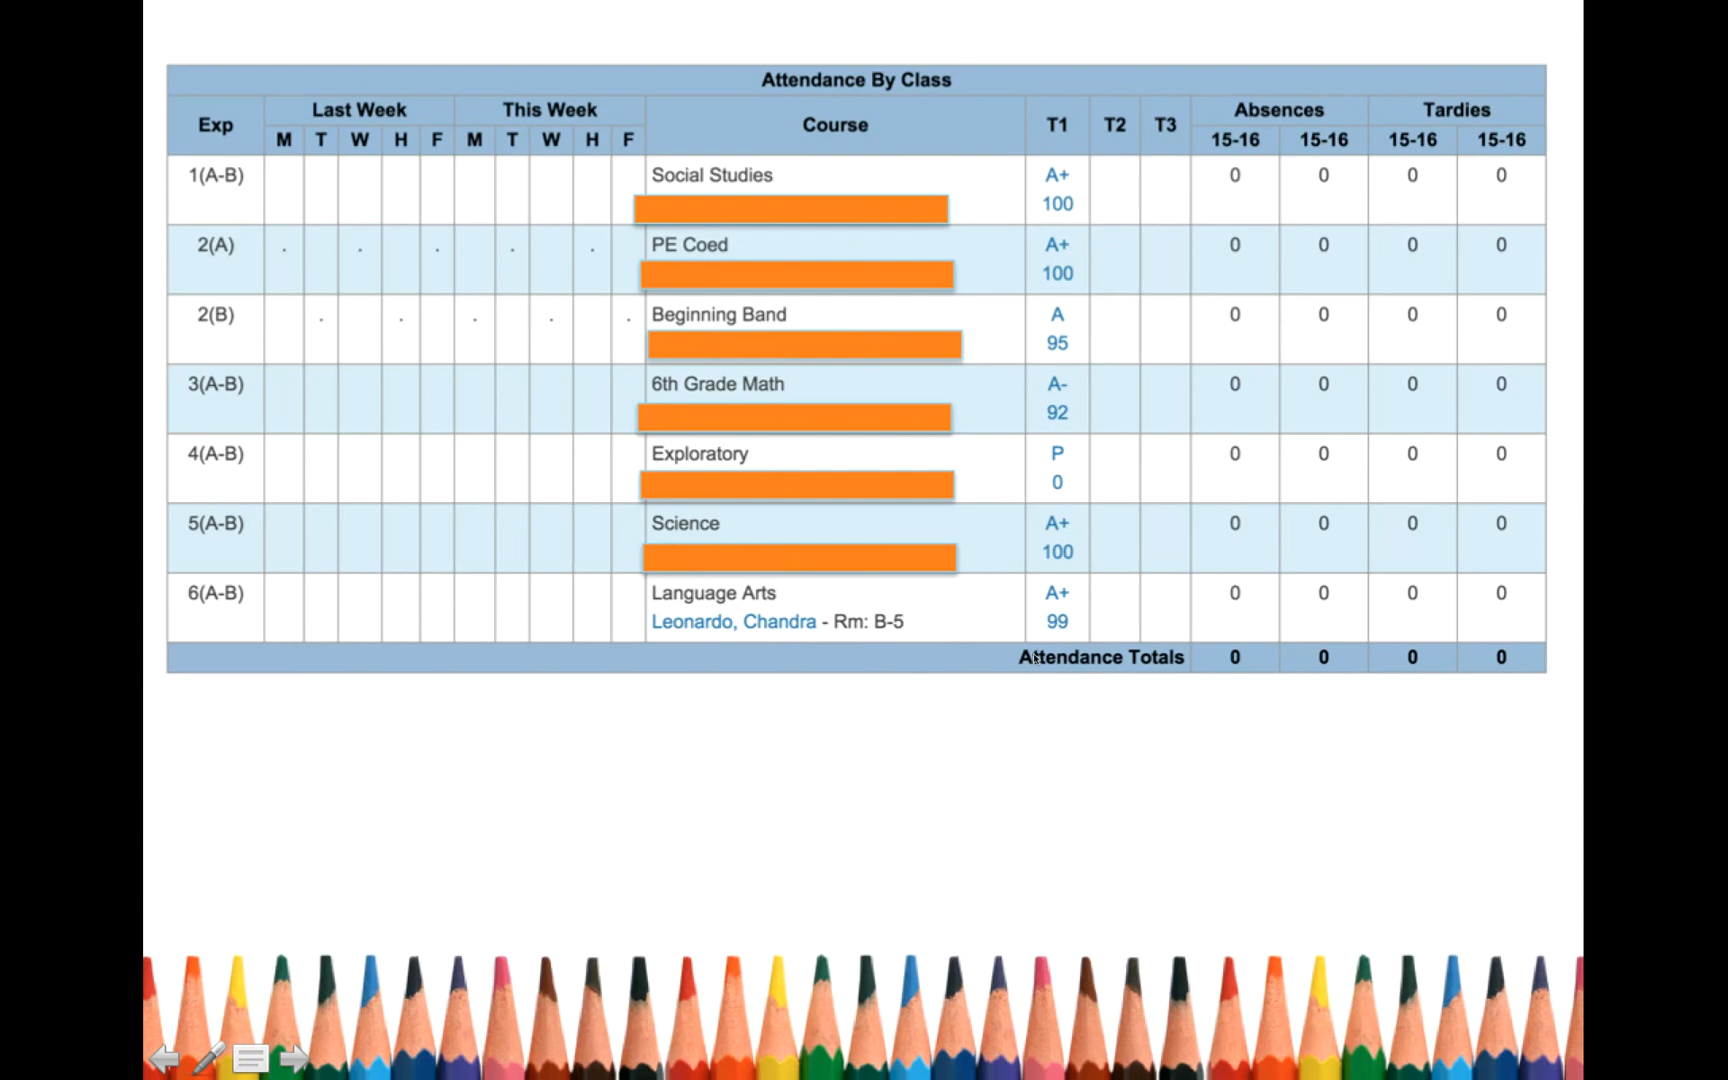 Attendance By Class
Exp Last Week This Week Course T1 T2 T3 Absences Tardies
M T W H F M T W H F 15-16 15-16 15-16 15-16
1(A-B) Social Studies A+ 0 0 0 0
100
2(A) . . . . . PE Coed A+ 0 0 0 0
100
2(B) . . . . . Beginning Band A 0 0 0 0
95
3(A-B) 6th Grade Math A- 0 0 0 0
92
4(A-B) Exploratory P 0 0 0 0
0
5(A-B) Science A+ 0 0 0 0
100
6(A-B) Language Arts A+ 0 0 0 0
Leonardo, Chandra - Rm: B-5 99
Attendance Totals 0 0 0 0